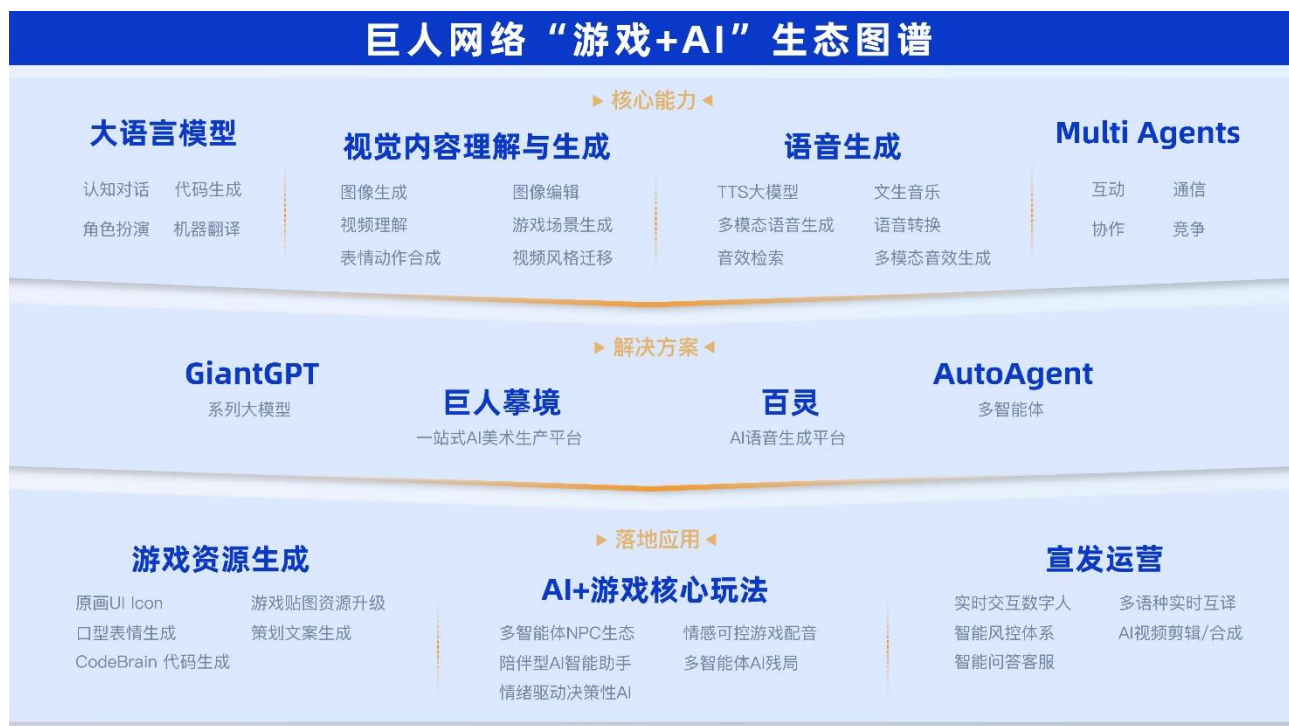 巨人网络“游戏+AI”生态图谱
核心能力
大语言模型
认知对话 代码生成
角色扮演 机器翻译
视觉内容理解与生成
图像生成 图像编辑
视频理解 游戏场景生成
表情动作合成 视频风格迁移
语音生成
TTS大模型 文生音乐
多模态语音生成 语音转换
音效检索 多模态音效生成
Multi Agents
互动 通信
协作 竞争
解决方案
GiantGPT
系列大模型
巨人摹境
一站式AI美术生产平台
百灵
AI语音生成平台
AutoAgent
多智能体
落地应用
游戏资源生成
原画UI Icon 游戏贴图资源升级
口型表情生成 策划文案生成
CodeBrain 代码生成
AI+游戏核心玩法
多智能体NPC生态 情感可控游戏配音
陪伴型AI智能助手 多智能体AI残局
情绪驱动决策性AI
宣发运营
实时交互数字人 多语种实时互译
智能风控体系 AI视频剪辑/合成
智能问答客服